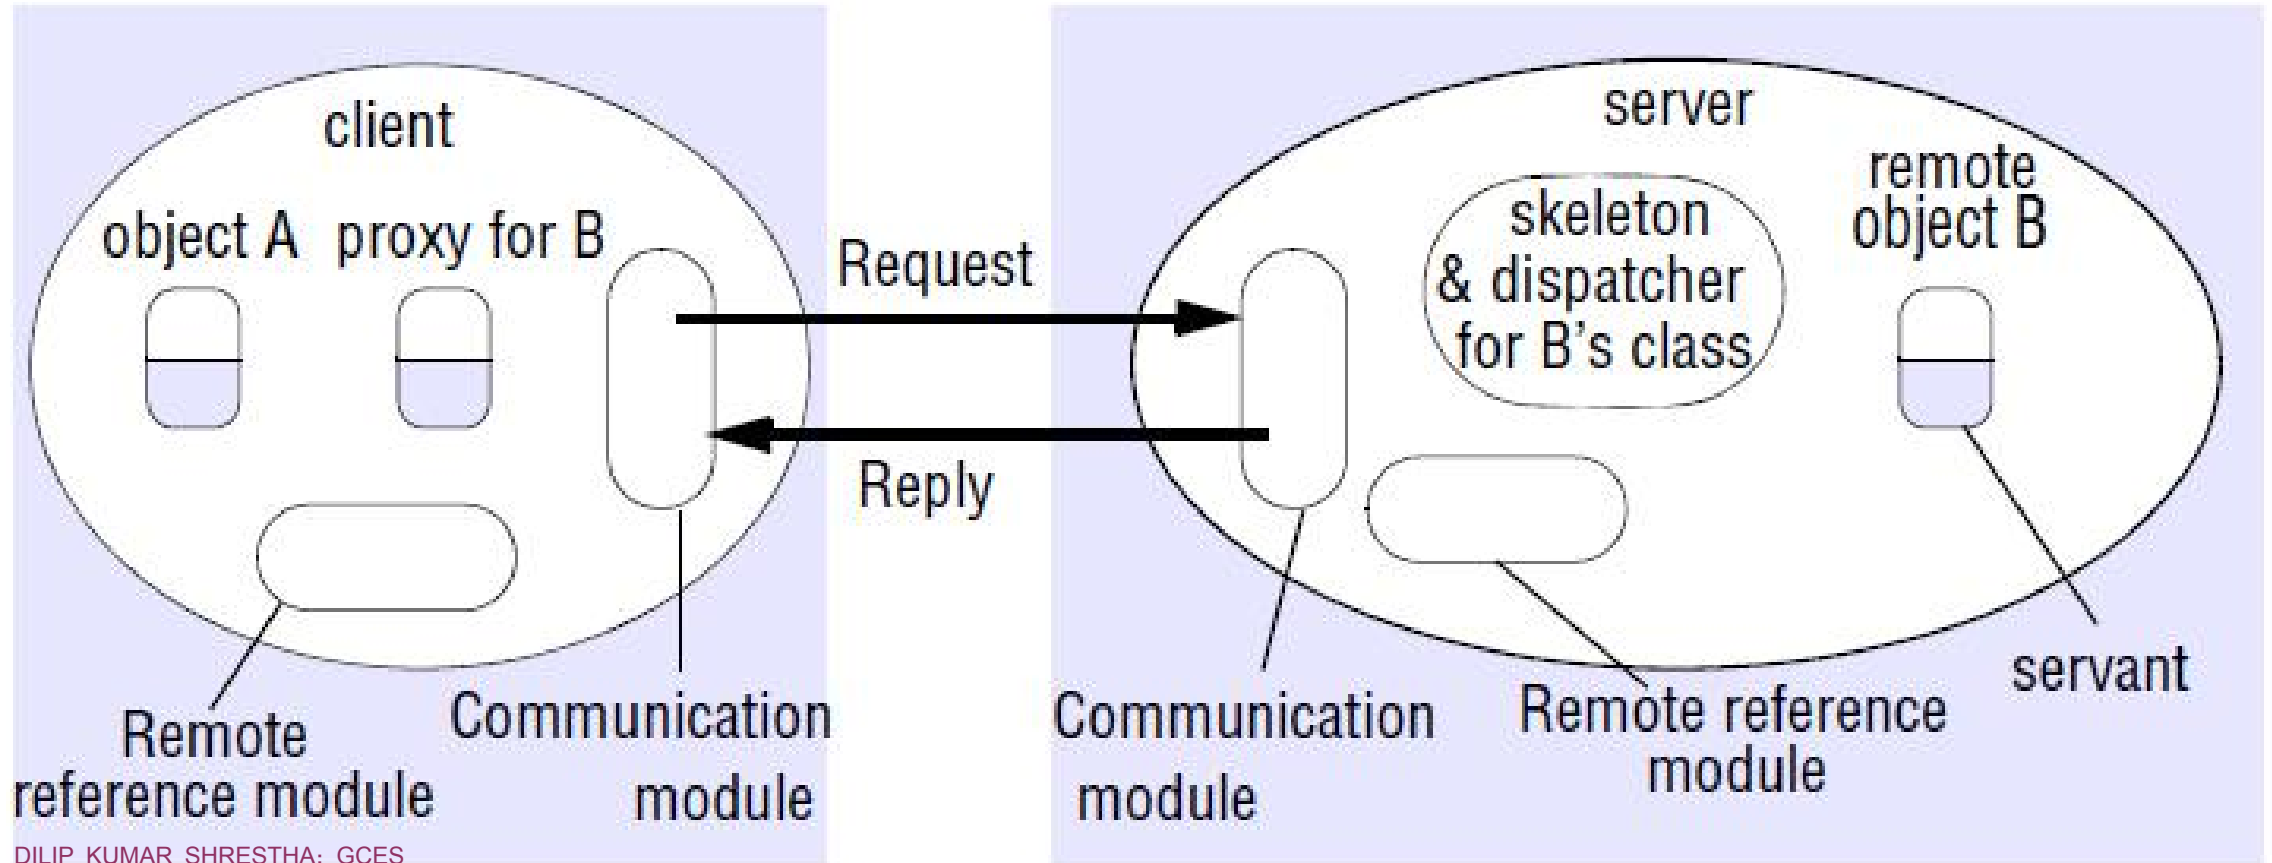 client
object A
proxy for B
Request
Reply
Remote
reference module
Communication
module
server
skeleton
& dispatcher
for B's class
remote
object B
Communication
module
Remote reference
module
servant
DILIP KUMAR SHRESTHA: GCES